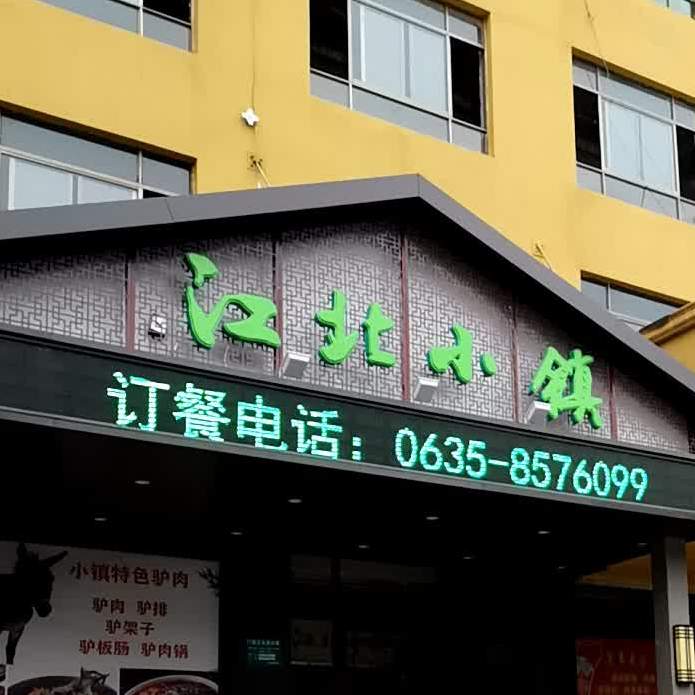 江北小镇
订餐电话：0635-8576099
小镇特色驴肉
驴肉 驴排
驴架子
驴板肠 驴肉锅